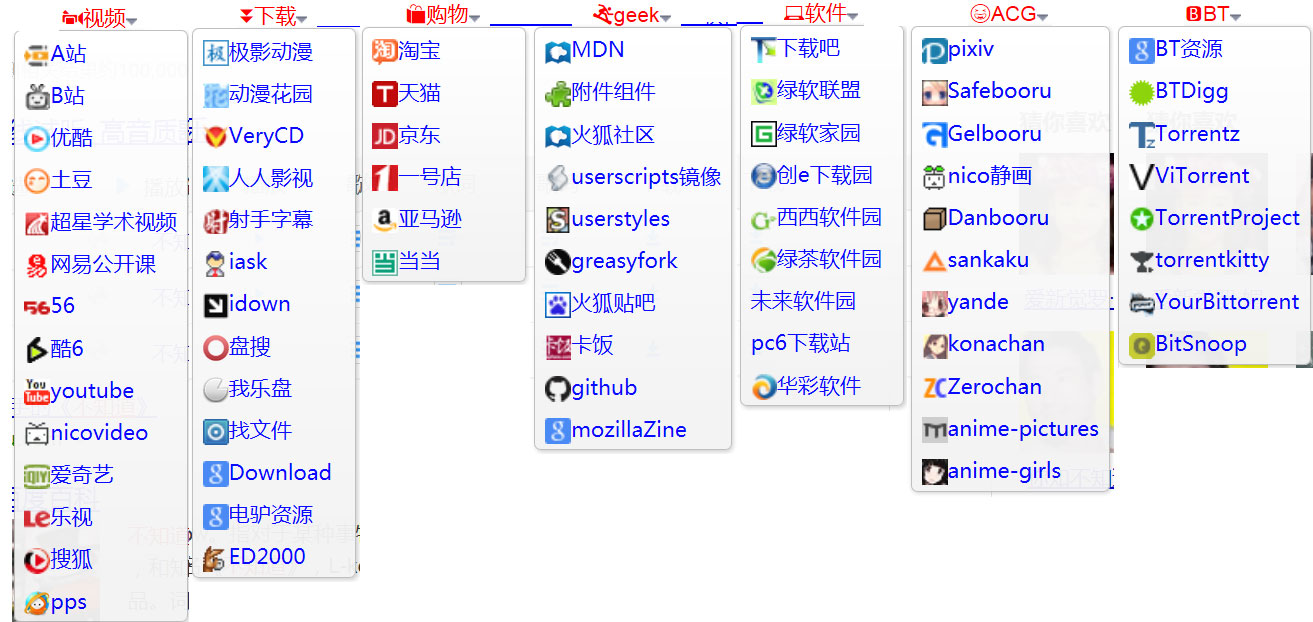 视频
A站
B站
优酷
土豆
超星学术视频
网易公开课
56
酷6
youtube
nicovideo
爱奇艺
乐视
搜狐
pps
下载
极影动漫
动漫花园
VeryCD
人人影视
射手字幕
iask
idown
盘搜
我乐盘
找文件
Download
电驴资源
ED2000
购物
淘宝
天猫
京东
一号店
亚马逊
当当
geek
MDN
附件组件
火狐社区
userscripts镜像
userstyles
greasyfork
火狐贴吧
卡饭
github
mozillaZine
软件
下载吧
绿软联盟
绿软家园
创e下载园
西西软件园
绿茶软件园
未来软件园
pc6下载站
华彩软件
ACG
pixiv
Safebooru
Gelbooru
nico静画
Danbooru
sankaku
yande
konachan
Zerochan
anime-pictures
anime-girls
BT
BT资源
BTDigg
Torrentz
ViTorrent
TorrentProject
torrentkitty
YourBittorrent
BitSnoop